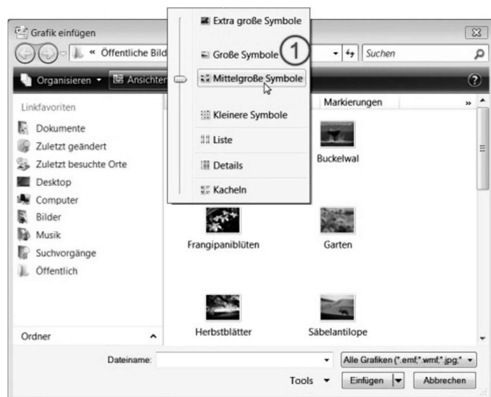 Grafik einfügen
« Öffentliche Bild
Suchen
Organisieren
Ansichten
Extra große Symbole
Große Symbole
1
Mittelgroße Symbole
Kleinere Symbole
Liste
Details
Kacheln
Linkfavoriten
Dokumente
Zuletzt geändert
Zuletzt besuchte Orte
Desktop
Computer
Bilder
Musik
Suchvorgänge
Öffentlich
Ordner
Markierungen »
Buckelwal
Frangipaniblüten Garten
Herbstblätter Säbelantilope
Dateiname:
Alle Grafiken (*.emf;*.wmf;*.jpg;*
Tools Einfügen Abbrechen